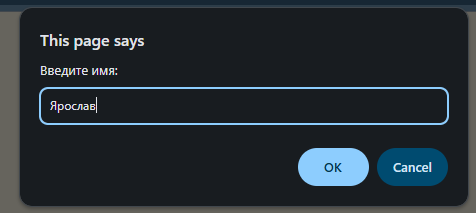 This page says
Введите имя:
Ярослав
OK
Cancel